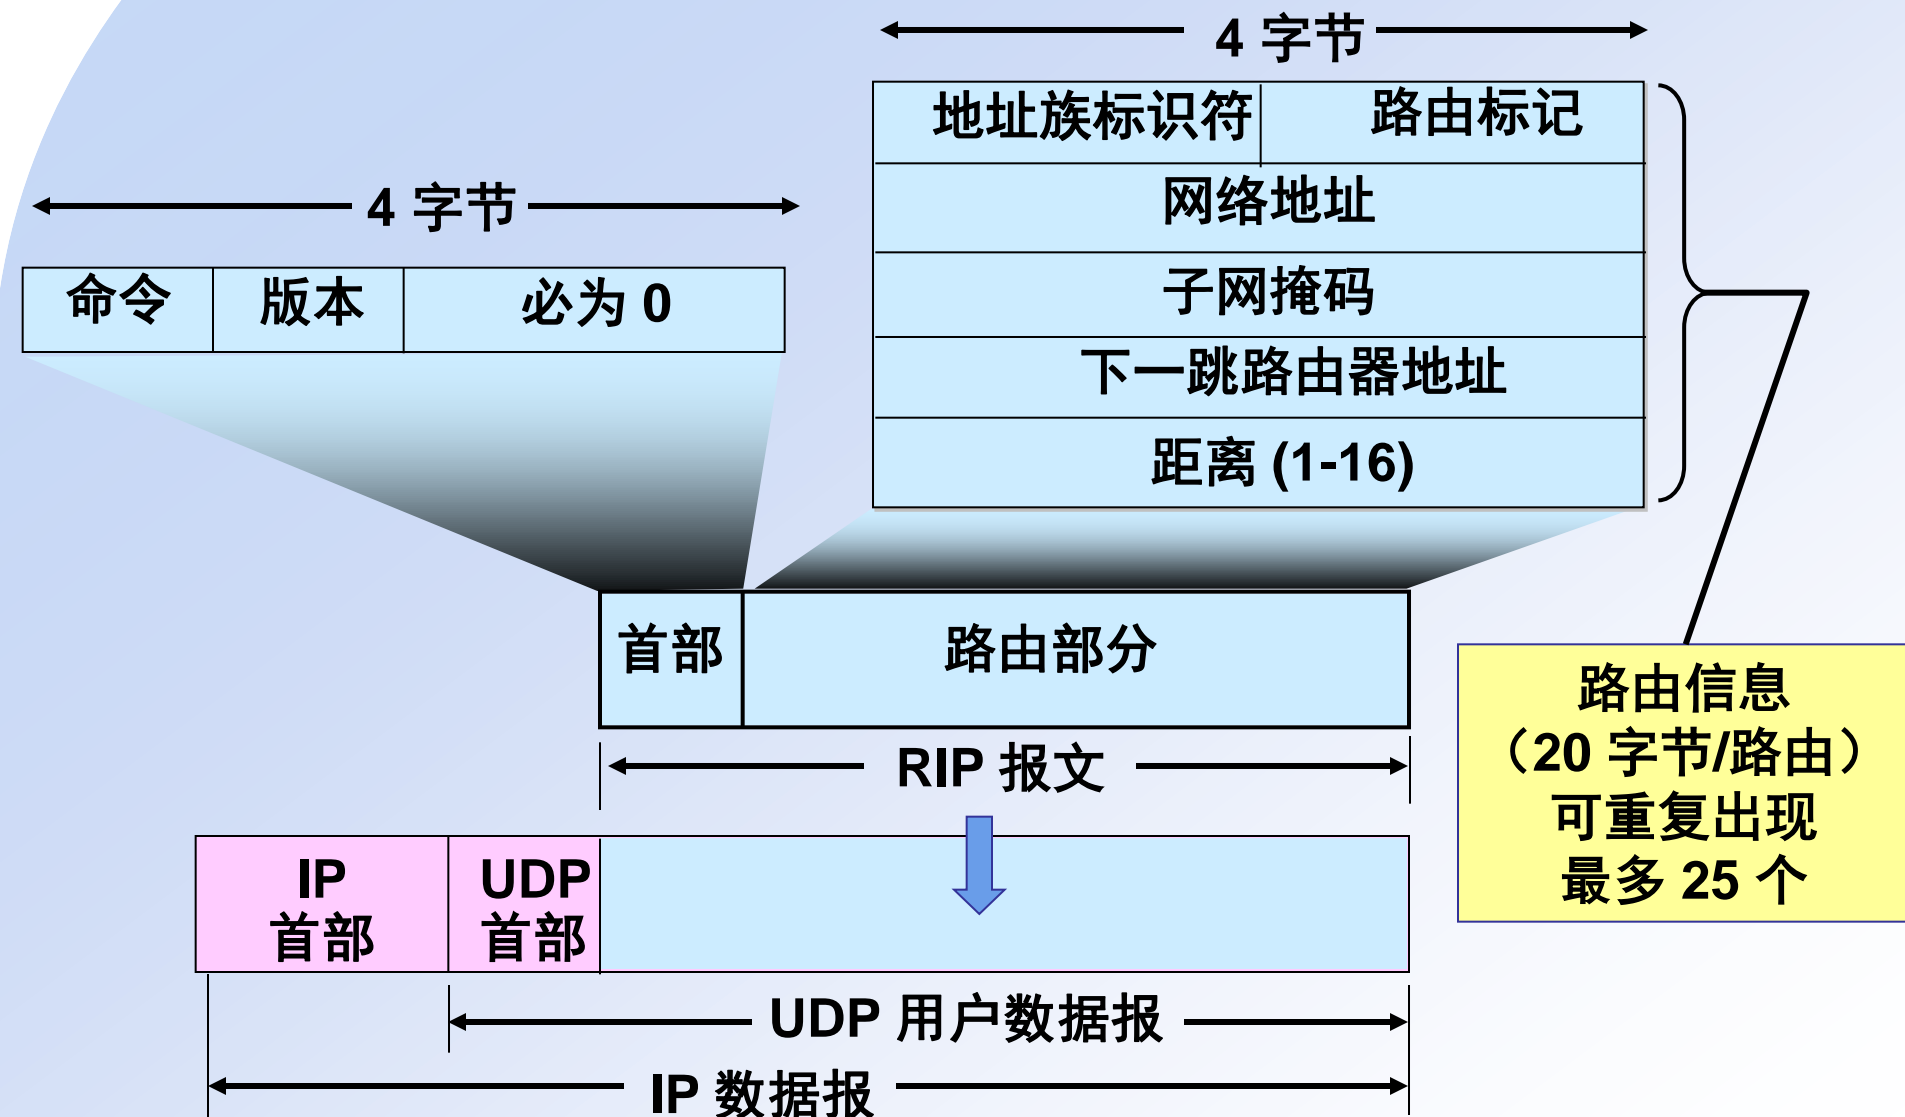 4 字节
地址族标识符 路由标记
网络地址
子网掩码
下一跳路由器地址
距离 (1-16)
4 字节
命令 版本 必为 0
首部 路由部分
RIP 报文
路由信息
（20 字节/路由）
可重复出现
最多 25 个
IP
首部
UDP
首部
UDP 用户数据报
IP 数据报